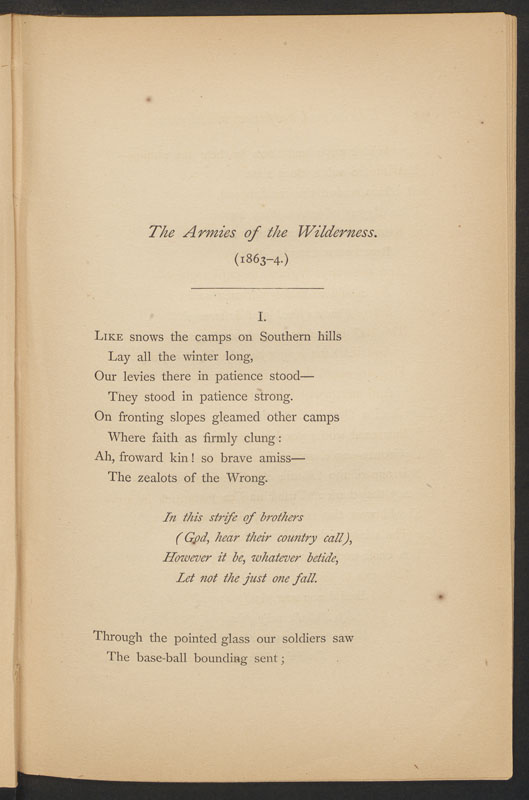 The Armies of the Wilderness.
(1863-4.)
I.
LIKE snows the camps on Southern hills
Lay all the winter long,
Our levies there in patience stood—
They stood in patience strong.
On fronting slopes gleamed other camps
Where faith as firmly clung:
Ah, froward kin! so brave amiss—
The zealots of the Wrong.
In this strife of brothers
(God, hear their country call),
However it be, whatever betide,
Let not the just one fall.
Through the pointed glass our soldiers saw
The base-ball bounding sent;